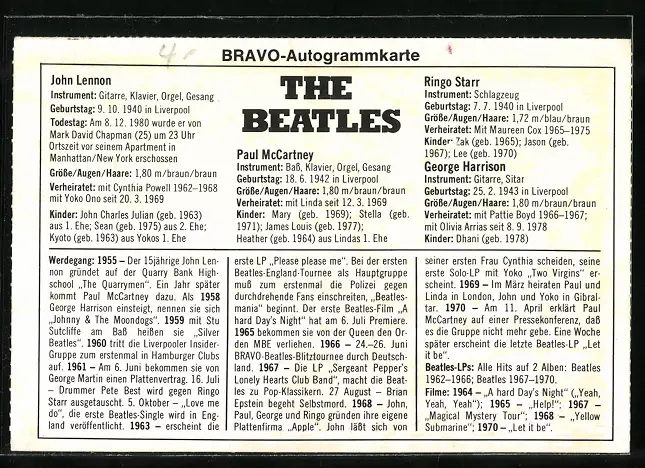 4.-
BRAVO-Autogrammkarte
John Lennon
Instrument: Gitarre, Klavier, Orgel, Gesang
Geburtstag: 9. 10. 1940 in Liverpool
Todestag: Am 8. 12. 1980 wurde er von
Mark David Chapman (25) um 23 Uhr
Ortszeit vor seinem Apartment in
Manhattan/New York erschossen
Größe/Augen/Haare: 1,80 m/braun/braun
Verheiratet: mit Cynthia Powell 1962–1968
mit Yoko Ono seit 20. 3. 1969
Kinder: John Charles Julian (geb. 1963)
aus 1. Ehe; Sean (geb. 1975) aus 2. Ehe;
Kyoto (geb. 1963) aus Yokos 1. Ehe
THE
BEATLES
Paul McCartney
Instrument: Baß, Klavier, Orgel, Gesang
Geburtstag: 18. 6. 1942 in Liverpool
Größe/Augen/Haare: 1,80 m/braun/braun
Verheiratet: mit Linda seit 12. 3. 1969
Kinder: Mary (geb. 1969); Stella (geb.
1971); James Louis (geb. 1977);
Heather (geb. 1964) aus Lindas 1. Ehe
Ringo Starr
Instrument: Schlagzeug
Geburtstag: 7. 7. 1940 in Liverpool
Größe/Augen/Haare: 1,72 m/blau/braun
Verheiratet: Mit Maureen Cox 1965–1975
Kinder: Zak (geb. 1965); Jason (geb.
1967); Lee (geb. 1970)
George Harrison
Instrument: Gitarre, Sitar
Geburtstag: 25. 2. 1943 in Liverpool
Größe/Augen/Haare: 1,80 m/braun/braun
Verheiratet: mit Pattie Boyd 1966–1967;
mit Olivia Arrias seit 8. 9. 1978
Kinder: Dhani (geb. 1978)
Werdegang: 1955 – Der 15jährige John Len-
non gründet auf der Quarry Bank High-
school „The Quarrymen". Ein Jahr später
kommt Paul McCartney dazu. Als 1958
George Harrison einsteigt, nennen sie sich
„Johnny & The Moondogs". 1959 mit Stu
Sutcliffe am Baß heißen sie „Silver
Beatles". 1960 tritt die Liverpooler Insider-
Gruppe zum erstenmal in Hamburger Clubs
auf. 1961 – Am 6. Juni bekommen sie von
George Martin einen Plattenvertrag. 16. Juli
– Drummer Pete Best wird gegen Ringo
Starr ausgetauscht. 5. Oktober – „Love me
do", die erste Beatles-Single wird in Eng-
land veröffentlicht. 1963 – erscheint die
erste LP „Please please me". Bei der ersten
Beatles-England-Tournee als Hauptgruppe
muß zum erstenmal die Polizei gegen
durchdrehende Fans einschreiten, „Beatles-
mania" beginnt. Der erste Beatles-Film „A
hard Day's Night" hat am 6. Juli Premiere.
1965 bekommen sie von der Queen den Or-
den MBE verliehen. 1966 – 24.–26. Juni
BRAVO-Beatles-Blitztournee durch Deutsch-
land. 1967 – Die LP „Sergeant Pepper's
Lonely Hearts Club Band", macht die Beat-
les zu Pop-Klassikern. 27 August – Brian
Epstein begeht Selbstmord. 1968 – John,
Paul, George und Ringo gründen ihre eigene
Plattenfirma „Apple". John läßt sich von
seiner ersten Frau Cynthia scheiden, seine
erste Solo-LP mit Yoko „Two Virgins" er-
scheint. 1969 – Im März heiraten Paul und
Linda in London, John und Yoko in Gibral-
tar. 1970 – Am 11. April erklärt Paul
McCartney auf einer Pressekonferenz, daß
es die Gruppe nicht mehr gebe. Eine Woche
später erscheint die letzte Beatles-LP „Let
it be".
Beatles-LPs: Alle Hits auf 2 Alben: Beatles
1962–1966; Beatles 1967–1970.
Filme: 1964 – „A hard Day's Night" („Yeah,
Yeah, Yeah"); 1965 – „Help!"; 1967 –
„Magical Mystery Tour"; 1968 – „Yellow
Submarine"; 1970 – „Let it be".